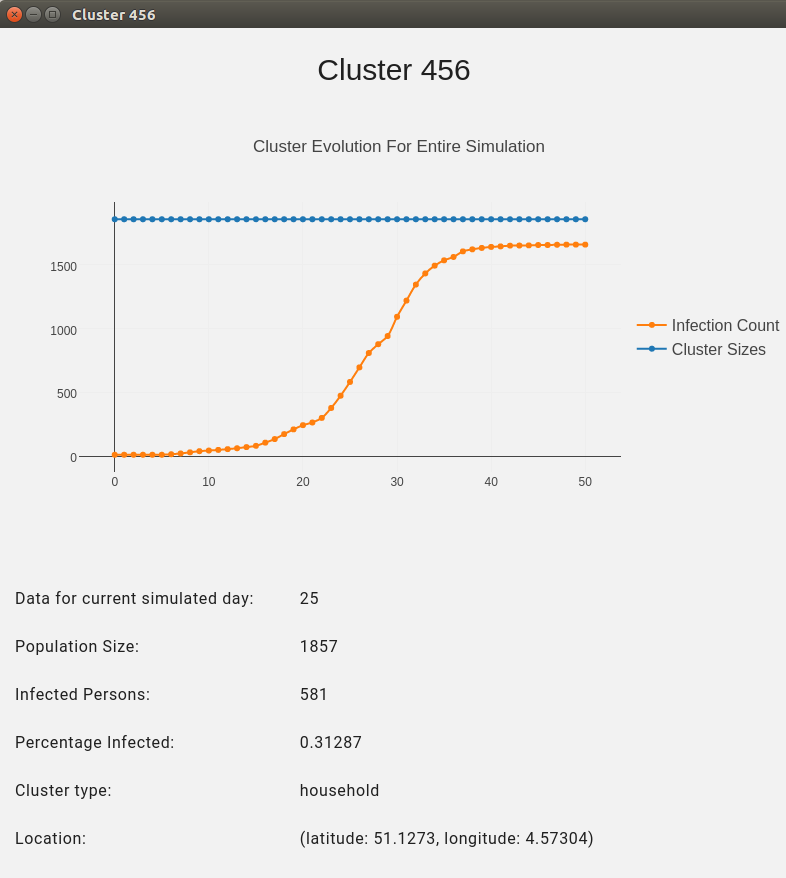 Cluster 456
Cluster 456
Cluster Evolution For Entire Simulation
1500
1000
500
0
0 10 20 30 40 50
Infection Count
Cluster Sizes
Data for current simulated day: 25
Population Size: 1857
Infected Persons: 581
Percentage Infected: 0.31287
Cluster type: household
Location: (latitude: 51.1273, longitude: 4.57304)